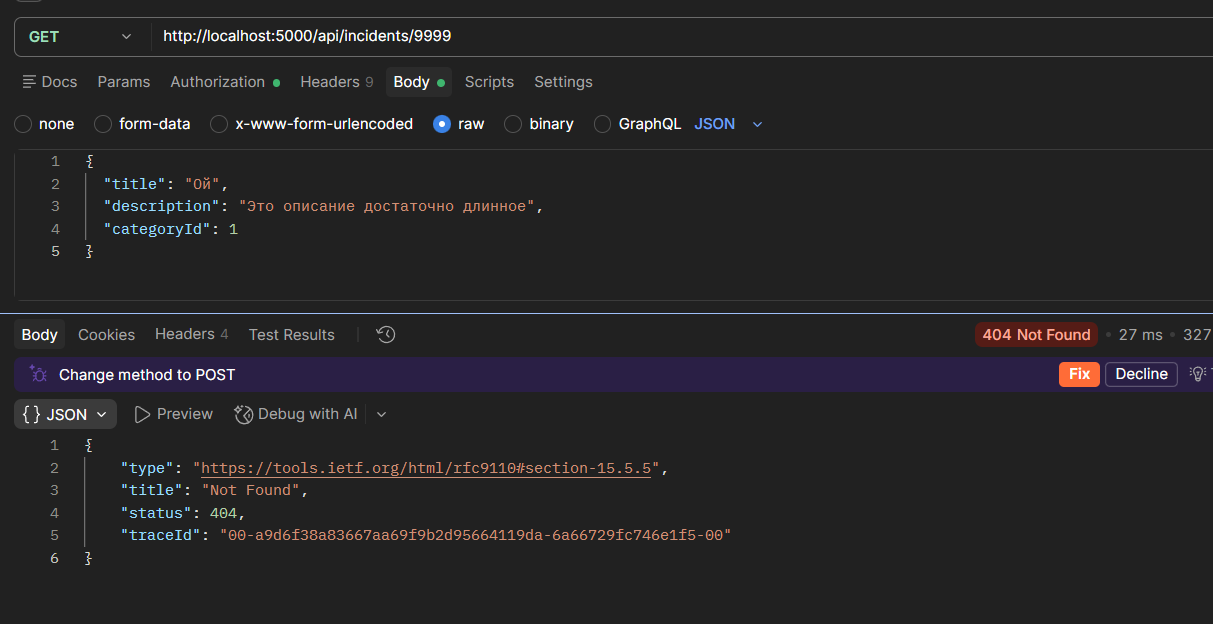 GET http://localhost:5000/api/incidents/9999
Docs Params Authorization Headers 9 Body Scripts Settings
none form-data x-www-form-urlencoded raw binary GraphQL JSON
1 {
2 "title": "Ой",
3 "description": "Это описание достаточно длинное",
4 "categoryId": 1
5 }
Body Cookies Headers 4 Test Results 404 Not Found 27 ms 327
Change method to POST Fix Decline
{} JSON Preview Debug with AI
1 {
2 "type": "https://tools.ietf.org/html/rfc9110#section-15.5.5",
3 "title": "Not Found",
4 "status": 404,
5 "traceId": "00-a9d6f38a83667aa69f9b2d95664119da-6a66729fc746e1f5-00"
6 }